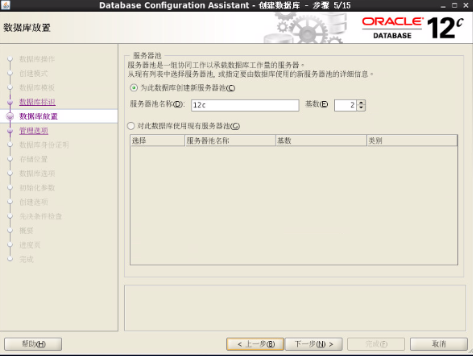 Database Configuration Assistant - 创建数据库 - 步骤 5/15
数据库放置
ORACLE
DATABASE
12c
数据库操作
创建模式
数据库模板
数据库标识
数据库放置
管理选项
数据库身份证明
存储位置
数据库选项
初始化参数
创建选项
先决条件检查
概要
进度页
完成
服务器池
服务器池是一组协同工作以承载数据库工作量的服务器。
从现有列表中选择服务器池, 或指定要由数据库使用的新服务器池的详细信息。
为此数据库创建新服务器池(C)
服务器池名称(D):
12c
基数(E)
2
对此数据库使用现有服务器池(G)
选择 服务器池名称 基数 类别
帮助(H)
< 上一步(B)
下一步(N) >
完成(F)
取消